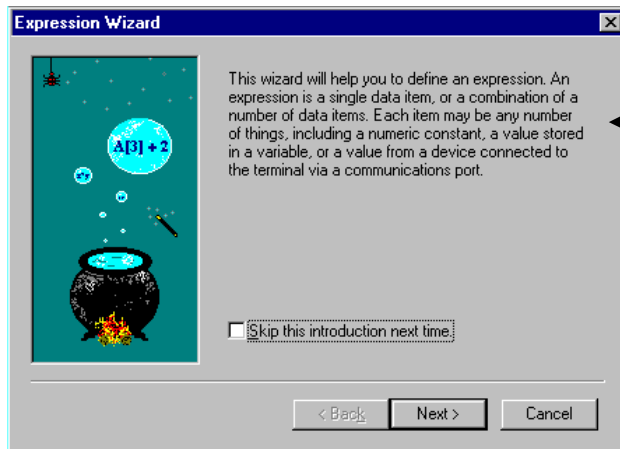 Expression Wizard
A[3] + 2
This wizard will help you to define an expression. An
expression is a single data item, or a combination of a
number of data items. Each item may be any number
of things, including a numeric constant, a value stored
in a variable, or a value from a device connected to
the terminal via a communications port.
Skip this introduction next time.
< Back
Next >
Cancel